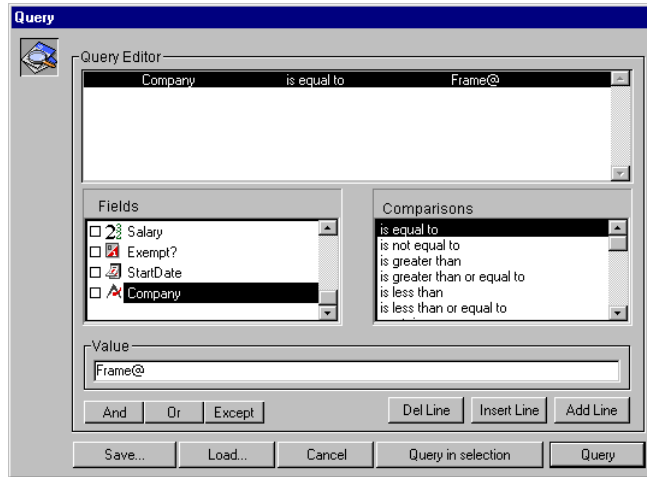 Query
Query Editor
Company is equal to Frame@
Fields
Salary
Exempt?
StartDate
Company
Comparisons
is equal to
is not equal to
is greater than
is greater than or equal to
is less than
is less than or equal to
Value
Frame@
And Or Except Del Line Insert Line Add Line
Save... Load... Cancel Query in selection Query